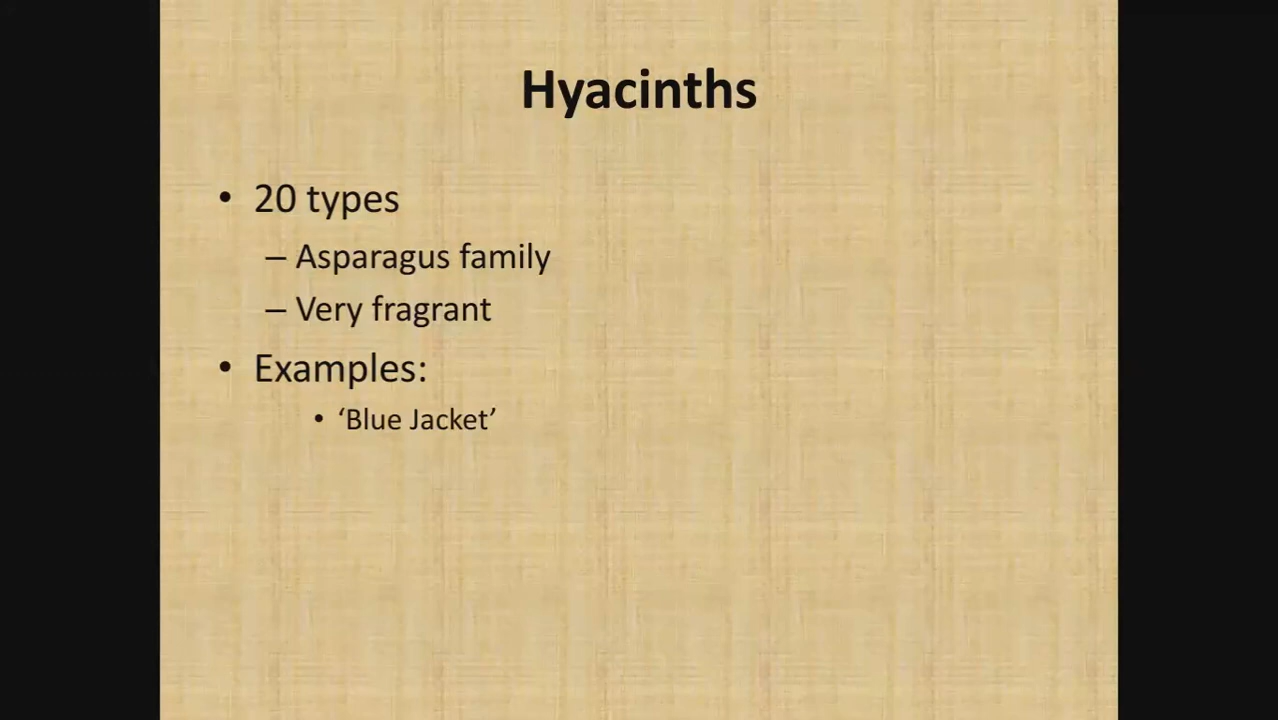 Hyacinths
• 20 types
– Asparagus family
– Very fragrant
• Examples:
• ‘Blue Jacket’